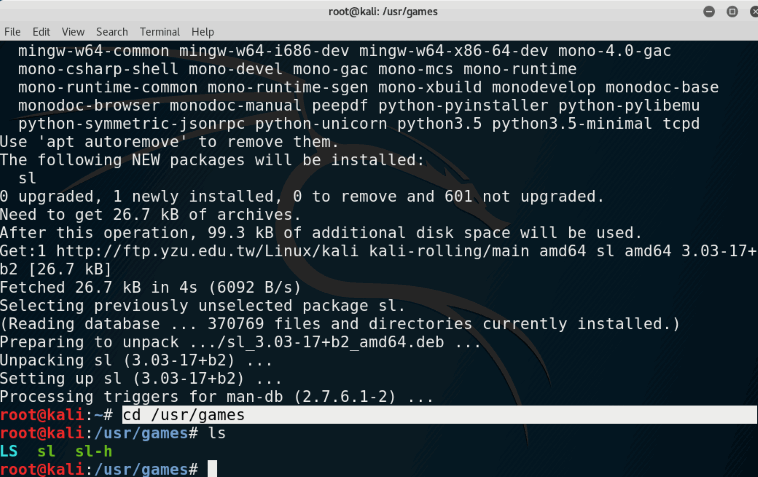 root@kali: /usr/games
File Edit View Search Terminal Help
mingw-w64-common mingw-w64-i686-dev mingw-w64-x86-64-dev mono-4.0-gac
mono-csharp-shell mono-devel mono-gac mono-mcs mono-runtime
mono-runtime-common mono-runtime-sgen mono-xbuild monodevelop monodoc-base
monodoc-browser monodoc-manual peepdf python-pyinstaller python-pylibemu
python-symmetric-jsonrpc python-unicorn python3.5 python3.5-minimal tcpd
Use 'apt autoremove' to remove them.
The following NEW packages will be installed:
sl
0 upgraded, 1 newly installed, 0 to remove and 601 not upgraded.
Need to get 26.7 kB of archives.
After this operation, 99.3 kB of additional disk space will be used.
Get:1 http://ftp.yzu.edu.tw/Linux/kali kali-rolling/main amd64 sl amd64 3.03-17+
b2 [26.7 kB]
Fetched 26.7 kB in 4s (6092 B/s)
Selecting previously unselected package sl.
(Reading database ... 370769 files and directories currently installed.)
Preparing to unpack .../sl_3.03-17+b2_amd64.deb ...
Unpacking sl (3.03-17+b2) ...
Setting up sl (3.03-17+b2) ...
Processing triggers for man-db (2.7.6.1-2) ...
root@kali:~# cd /usr/games
root@kali:/usr/games# ls
LS sl sl-h
root@kali:/usr/games#